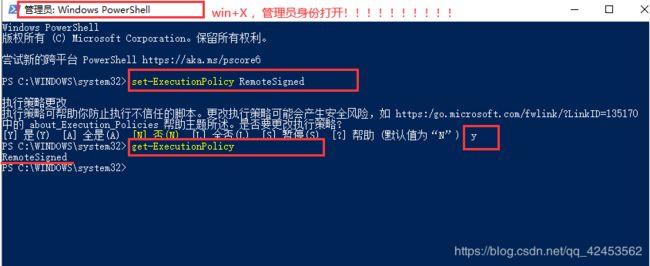 管理员: Windows PowerShell
win+X ，管理员身份打开！！！！！！！！！！！
Windows PowerShell
版权所有 (C) Microsoft Corporation。保留所有权利。
尝试新的跨平台 PowerShell https://aka.ms/pscore6
PS C:\WINDOWS\system32> set-ExecutionPolicy RemoteSigned
执行策略更改
执行策略可帮助你防止执行不信任的脚本。更改执行策略可能会产生安全风险，如 https:/go.microsoft.com/fwlink/?LinkID=135170
中的 about_Execution_Policies 帮助主题所述。是否要更改执行策略?
[Y] 是(Y)  [A] 全是(A)  [N] 否(N)  [L] 全否(L)  [S] 暂停(S)  [?] 帮助 (默认值为“N”): y
PS C:\WINDOWS\system32> get-ExecutionPolicy
RemoteSigned
PS C:\WINDOWS\system32>
https://blog.csdn.net/qq_42453562